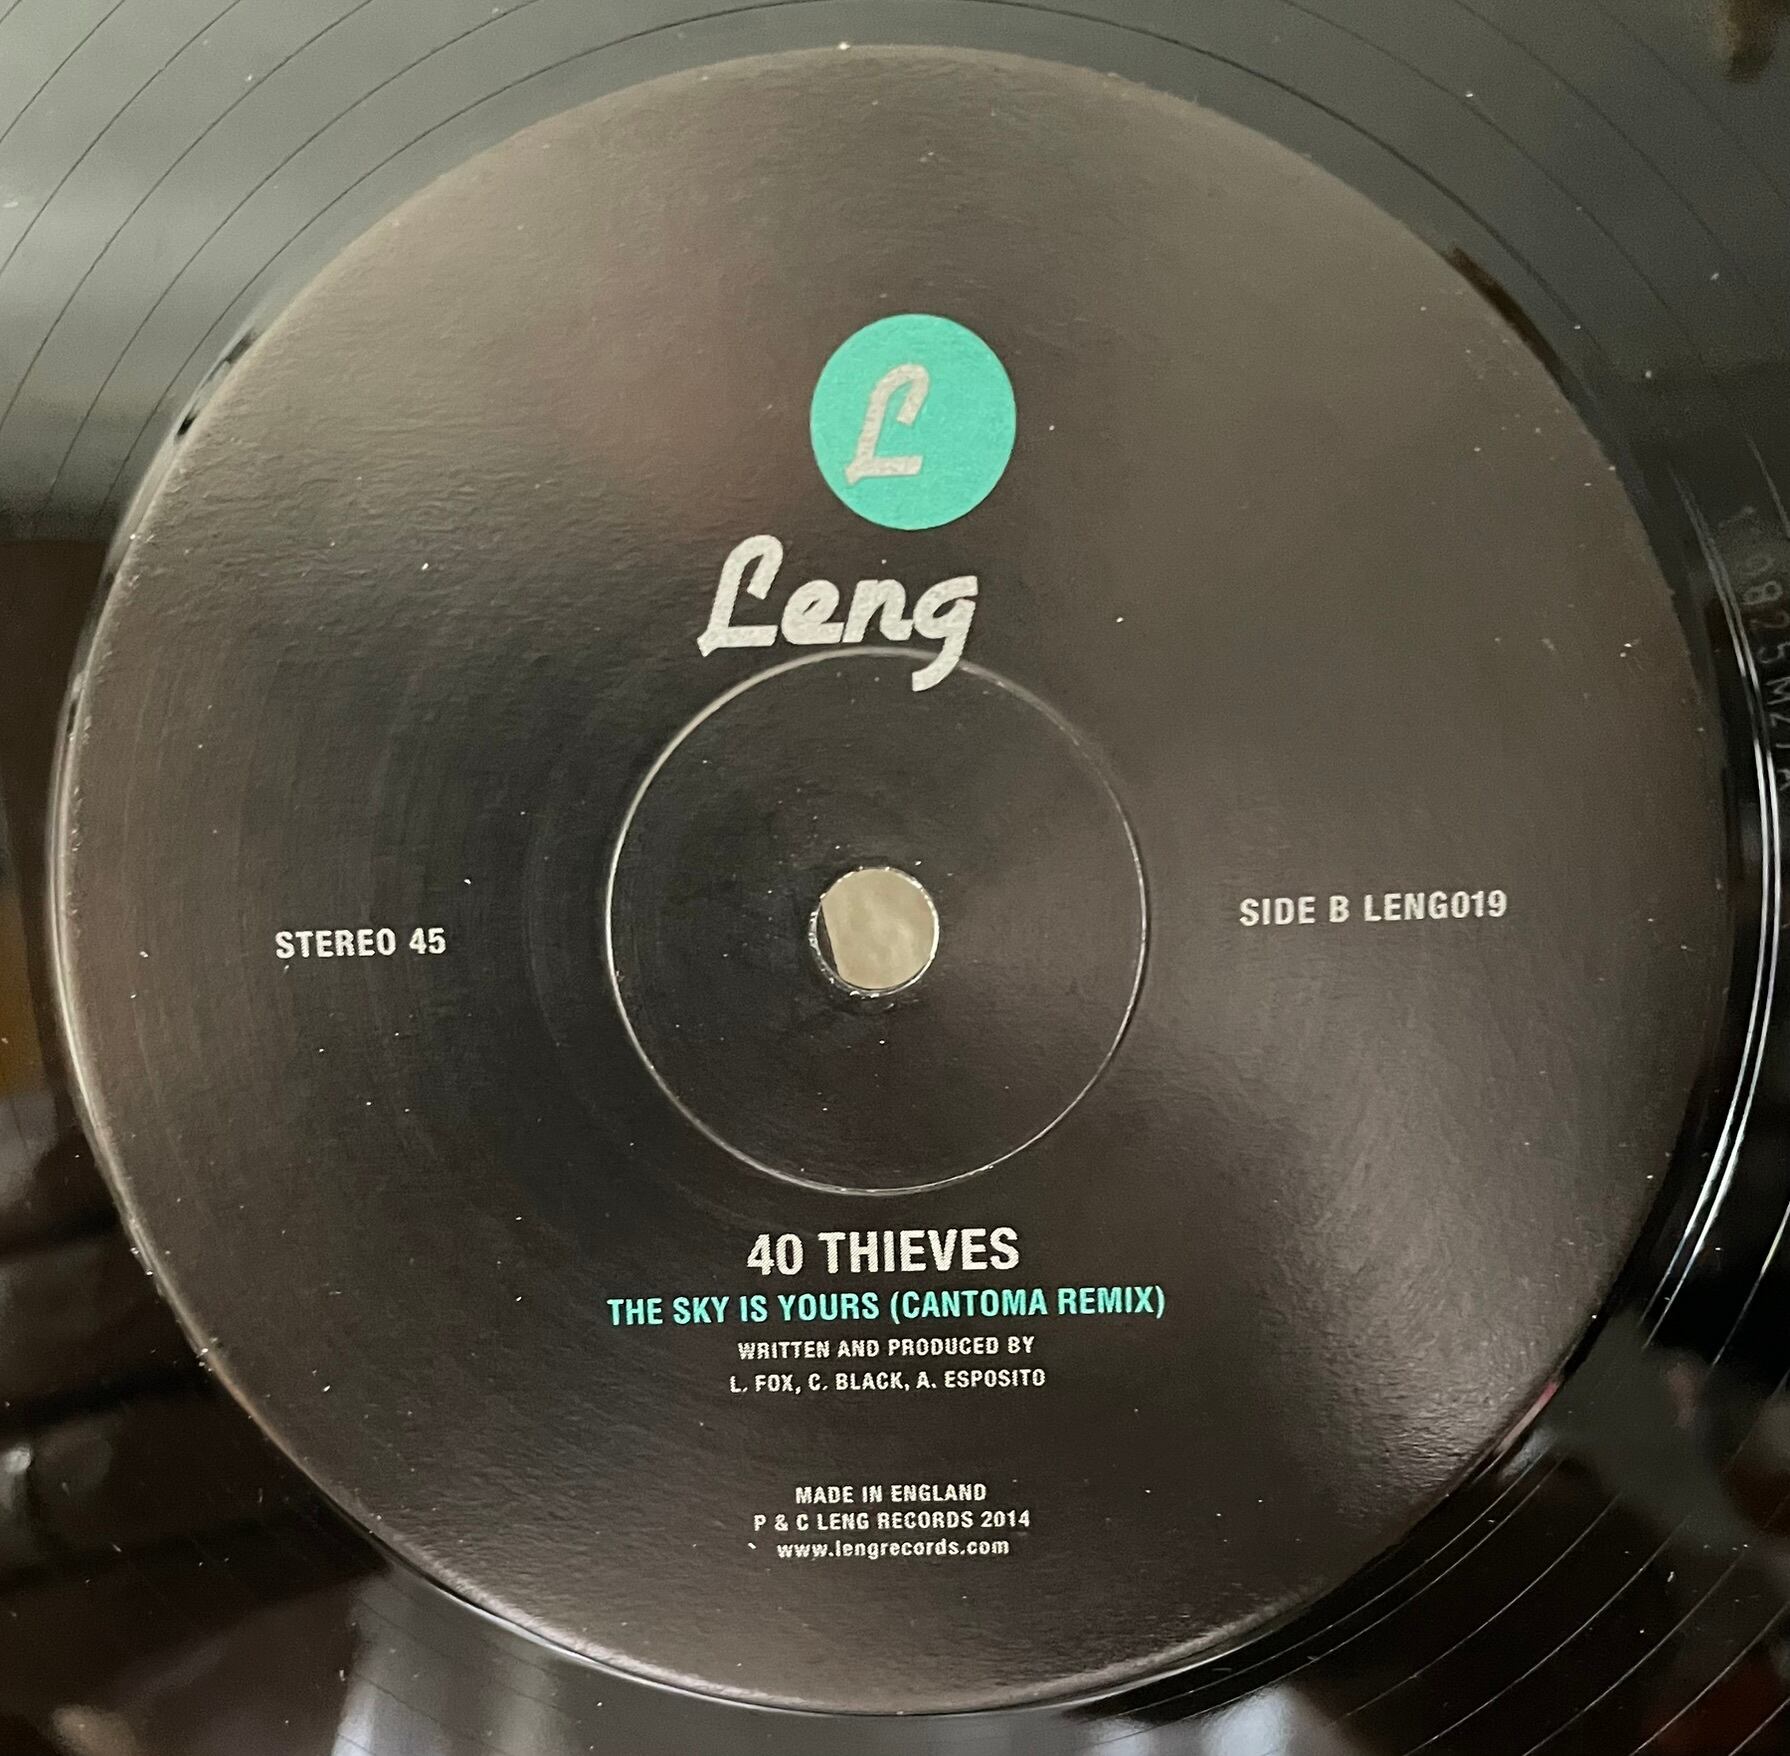 L
Leng
STEREO 45
SIDE B LENG019
40 THIEVES
THE SKY IS YOURS (CANTOMA REMIX)
WRITTEN AND PRODUCED BY
L. FOX, C. BLACK, A. ESPOSITO
MADE IN ENGLAND
P & C LENG RECORDS 2014
www.lengrecords.com